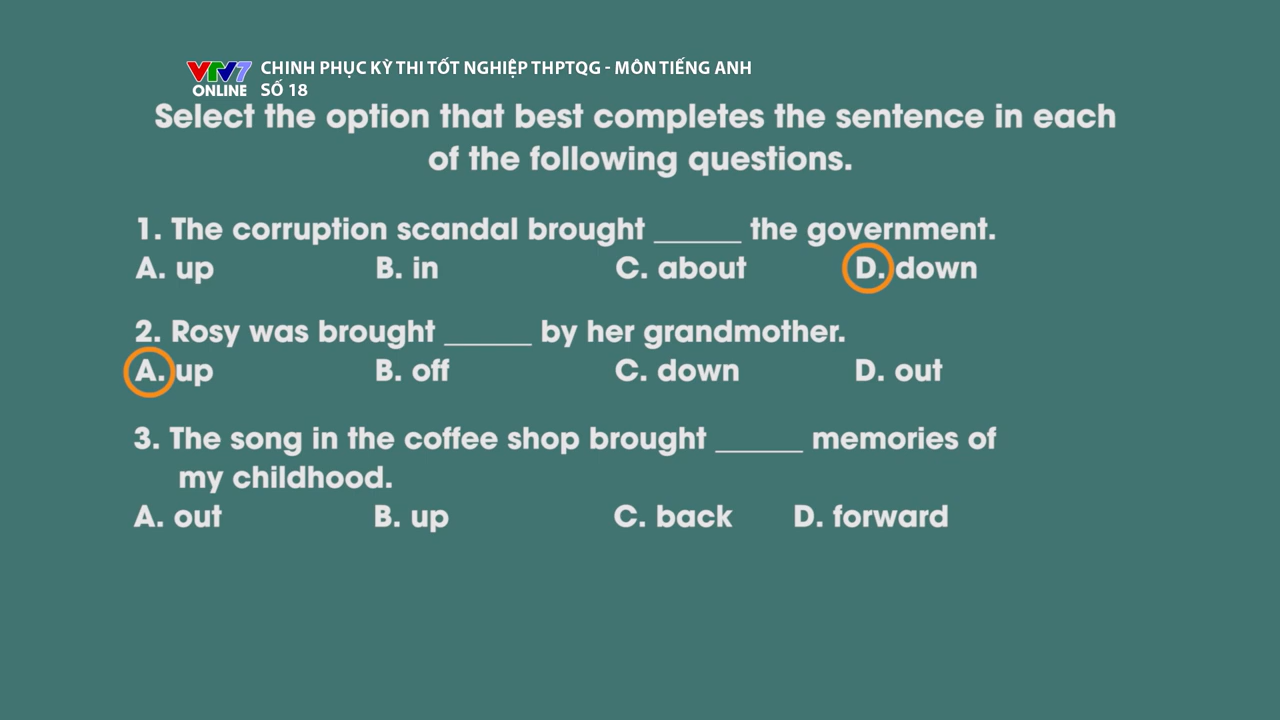 VTV7 CHINH PHỤC KỲ THI TỐT NGHIỆP THPTQG - MÔN TIẾNG ANH
ONLINE SỐ 18
Select the option that best completes the sentence in each
of the following questions.
1. The corruption scandal brought ______ the government.
A. up B. in C. about D. down
2. Rosy was brought ______ by her grandmother.
A. up B. off C. down D. out
3. The song in the coffee shop brought ______ memories of
my childhood.
A. out B. up C. back D. forward